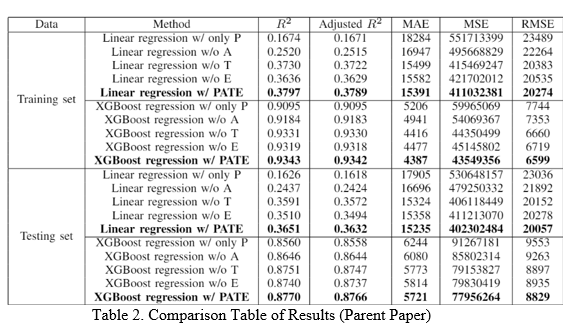 Data Method R² Adjusted R² MAE MSE RMSE
Training set
Linear regression w/ only P 0.1674 0.1671 18284 551713399 23489
Linear regression w/o A 0.2520 0.2515 16947 495668829 22264
Linear regression w/o T 0.3730 0.3722 15499 415469247 20383
Linear regression w/o E 0.3636 0.3629 15582 421702012 20535
Linear regression w/ PATE 0.3797 0.3789 15391 411032381 20274
XGBoost regression w/ only P 0.9095 0.9095 5206 59965069 7744
XGBoost regression w/o A 0.9184 0.9183 4941 54069367 7353
XGBoost regression w/o T 0.9331 0.9330 4416 44350499 6660
XGBoost regression w/o E 0.9319 0.9318 4477 45145802 6719
XGBoost regression w/ PATE 0.9343 0.9342 4387 43549356 6599
Testing set
Linear regression w/ only P 0.1626 0.1618 17905 530648157 23036
Linear regression w/o A 0.2437 0.2424 16696 479250332 21892
Linear regression w/o T 0.3591 0.3572 15324 406118449 20152
Linear regression w/o E 0.3510 0.3494 15358 411213070 20278
Linear regression w/ PATE 0.3651 0.3632 15235 402302484 20057
XGBoost regression w/ only P 0.8560 0.8558 6244 91267181 9553
XGBoost regression w/o A 0.8646 0.8644 6080 85802314 9263
XGBoost regression w/o T 0.8751 0.8747 5773 79153827 8897
XGBoost regression w/o E 0.8740 0.8737 5814 79830419 8935
XGBoost regression w/ PATE 0.8770 0.8766 5721 77956264 8829
Table 2. Comparison Table of Results (Parent Paper)